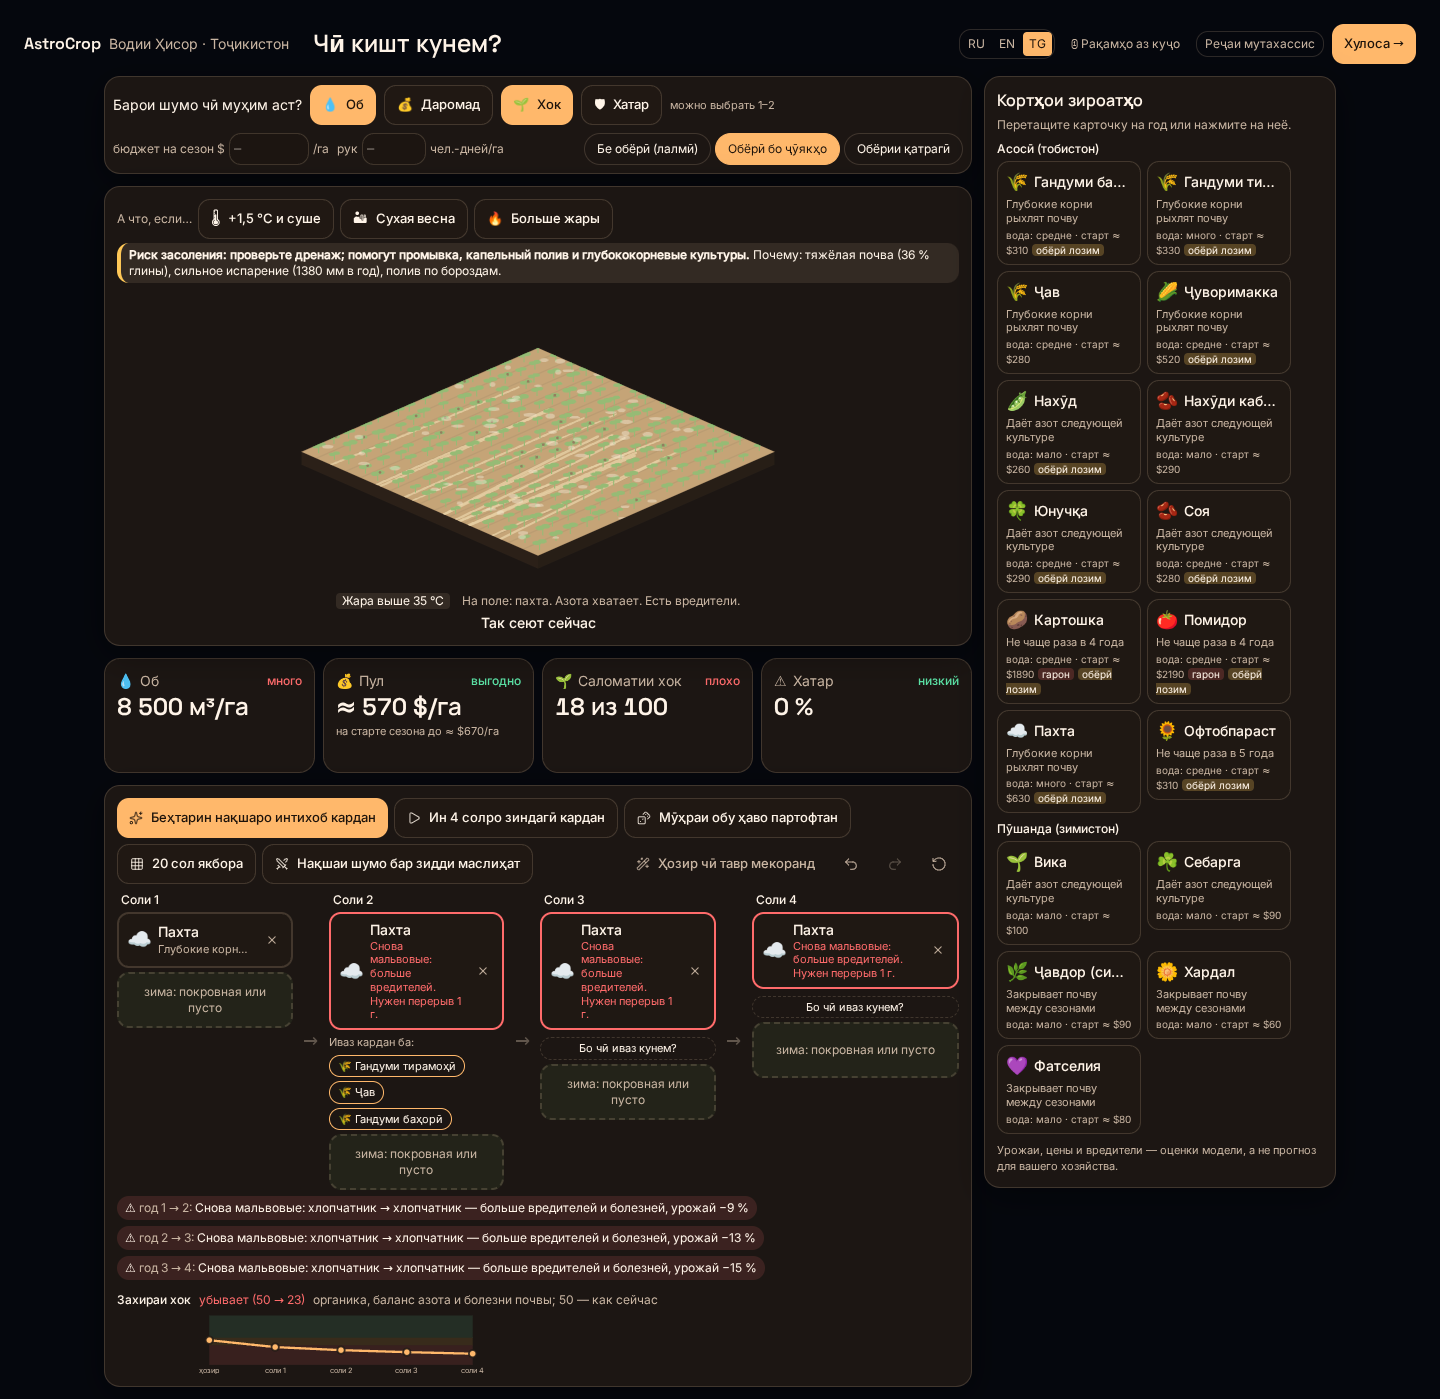 AstroCrop Водии Ҳисор · Тоҷикистон
Чӣ кишт кунем?
RU EN TG
Рақамҳо аз куҷо
Реҷаи мутахассис
Хулоса →
Барои шумо чӣ муҳим аст?
Об
Даромад
Хок
Хатар
можно выбрать 1–2
бюджет на сезон $ – /га рук – чел.-дней/га
Бе обёрӣ (лалмӣ)
Обёрӣ бо ҷӯякҳо
Обёрии қатрагӣ
А что, если…
+1,5 °C и суше
Сухая весна
Больше жары
Риск засоления: проверьте дренаж; помогут промывка, капельный полив и глубококорневые культуры. Почему: тяжёлая почва (36 %
глины), сильное испарение (1380 мм в год), полив по бороздам.
Жара выше 35 °C
На поле: пахта. Азота хватает. Есть вредители.
Так сеют сейчас
Об много
8 500 м³/га
Пул выгодно
≈ 570 $/га
на старте сезона до ≈ $670/га
Саломатии хок плохо
18 из 100
⚠ Хатар низкий
0 %
Беҳтарин нақшаро интихоб кардан
Ин 4 солро зиндагӣ кардан
Мӯҳраи обу ҳаво партофтан
20 сол якбора
Нақшаи шумо бар зидди маслиҳат
Ҳозир чӣ тавр мекоранд
Соли 1
Пахта
Глубокие корн…
×
зима: покровная или
пусто
→
Соли 2
Пахта
Снова
мальвовые:
больше
вредителей.
Нужен перерыв 1
г.
×
Иваз кардан ба:
Гандуми тирамоҳӣ
Ҷав
Гандуми баҳорӣ
зима: покровная или
пусто
→
Соли 3
Пахта
Снова
мальвовые:
больше
вредителей.
Нужен перерыв 1
г.
×
Бо чӣ иваз кунем?
зима: покровная или
пусто
→
Соли 4
Пахта
Снова мальвовые:
больше вредителей.
Нужен перерыв 1 г.
×
Бо чӣ иваз кунем?
зима: покровная или пусто
⚠ год 1 → 2: Снова мальвовые: хлопчатник → хлопчатник — больше вредителей и болезней, урожай −9 %
⚠ год 2 → 3: Снова мальвовые: хлопчатник → хлопчатник — больше вредителей и болезней, урожай −13 %
⚠ год 3 → 4: Снова мальвовые: хлопчатник → хлопчатник — больше вредителей и болезней, урожай −15 %
Захираи хок убывает (50 → 23) органика, баланс азота и болезни почвы; 50 — как сейчас
ҳозир соли 1 соли 2 соли 3 соли 4
Кортҳои зироатҳо
Перетащите карточку на год или нажмите на неё.
Асосӣ (тобистон)
Гандуми ба…
Глубокие корни
рыхлят почву
вода: средне · старт ≈
$310 обёрӣ лозим
Гандуми ти…
Глубокие корни
рыхлят почву
вода: много · старт ≈
$330 обёрӣ лозим
Ҷав
Глубокие корни
рыхлят почву
вода: средне · старт ≈
$280
Ҷуворимакка
Глубокие корни
рыхлят почву
вода: средне · старт ≈
$520 обёрӣ лозим
Нахӯд
Даёт азот следующей
культуре
вода: мало · старт ≈
$260 обёрӣ лозим
Нахӯди каб…
Даёт азот следующей
культуре
вода: мало · старт ≈
$290
Юнучқа
Даёт азот следующей
культуре
вода: средне · старт ≈
$290 обёрӣ лозим
Соя
Даёт азот следующей
культуре
вода: средне · старт ≈
$280 обёрӣ лозим
Картошка
Не чаще раза в 4 года
вода: средне · старт ≈
$1890 гарон обёрӣ
лозим
Помидор
Не чаще раза в 4 года
вода: средне · старт ≈
$2190 гарон обёрӣ
лозим
Пахта
Глубокие корни
рыхлят почву
вода: много · старт ≈
$630 обёрӣ лозим
Офтобпараст
Не чаще раза в 5 года
вода: средне · старт ≈
$310 обёрӣ лозим
Пӯшанда (зимистон)
Вика
Даёт азот следующей
культуре
вода: мало · старт ≈
$100
Себарга
Даёт азот следующей
культуре
вода: мало · старт ≈ $90
Ҷавдор (си…
Закрывает почву
между сезонами
вода: мало · старт ≈ $90
Хардал
Закрывает почву
между сезонами
вода: мало · старт ≈ $60
Фатселия
Закрывает почву
между сезонами
вода: мало · старт ≈ $80
Урожаи, цены и вредители — оценки модели, а не прогноз
для вашего хозяйства.